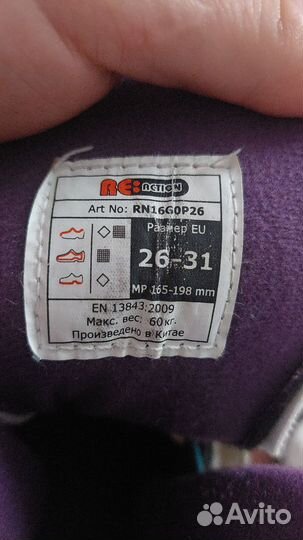 RE:ACTION
Art No: RN16G0P26
Размер EU
26-31
MP 165-198 mm
EN 13843:2009
Макс. вес: 60кг.
Произведено в Китае
Avito